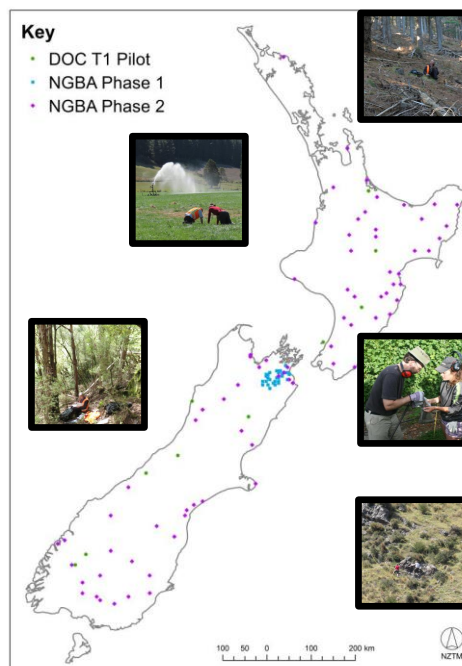 Key
DOC T1 Pilot
NGBA Phase 1
NGBA Phase 2
100 50 0 100 200 km
NZTM